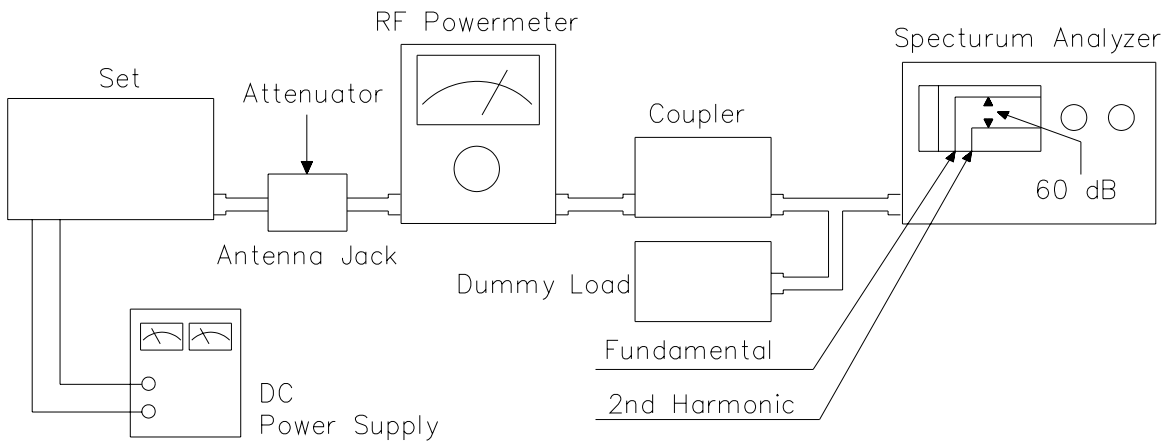 RF Powermeter
Specturum Analyzer
Set
Attenuator
Coupler
60 dB
Antenna Jack
Dummy Load
Fundamental
2nd Harmonic
DC
Power Supply